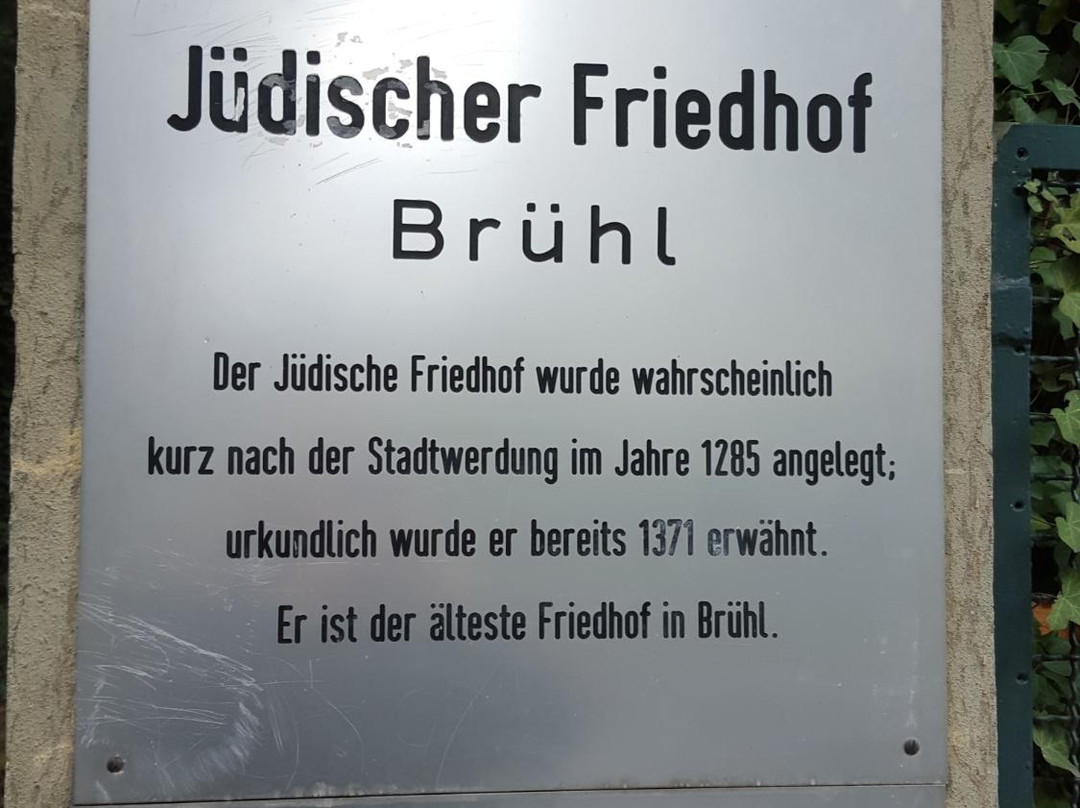 Jüdischer Friedhof
Brühl
Der Jüdische Friedhof wurde wahrscheinlich
kurz nach der Stadtwerdung im Jahre 1285 angelegt;
urkundlich wurde er bereits 1371 erwähnt.
Er ist der älteste Friedhof in Brühl.